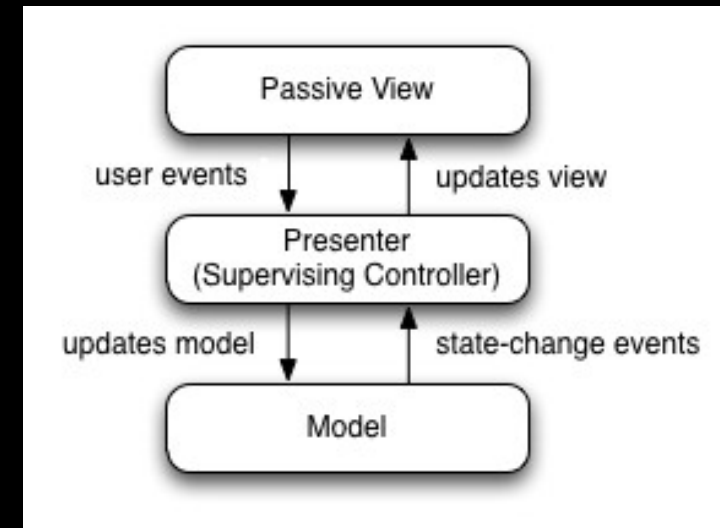 Passive View
user events
updates view
Presenter
(Supervising Controller)
updates model
state-change events
Model